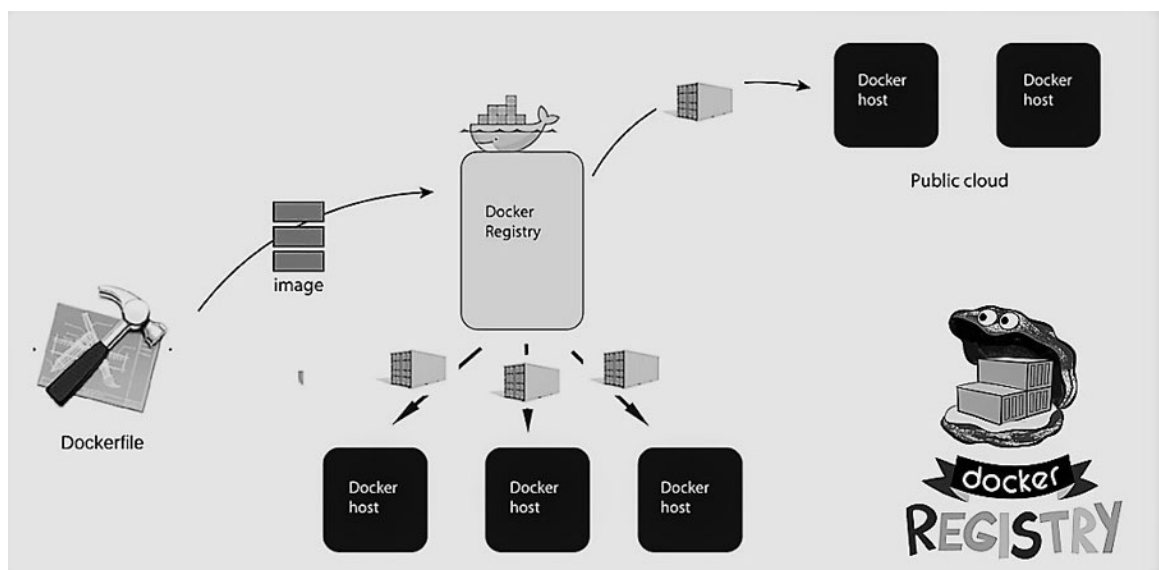 Docker
host
Docker
host
Public cloud
Docker
Registry
image
Dockerfile
Docker
host
Docker
host
Docker
host
docker
REGISTRY